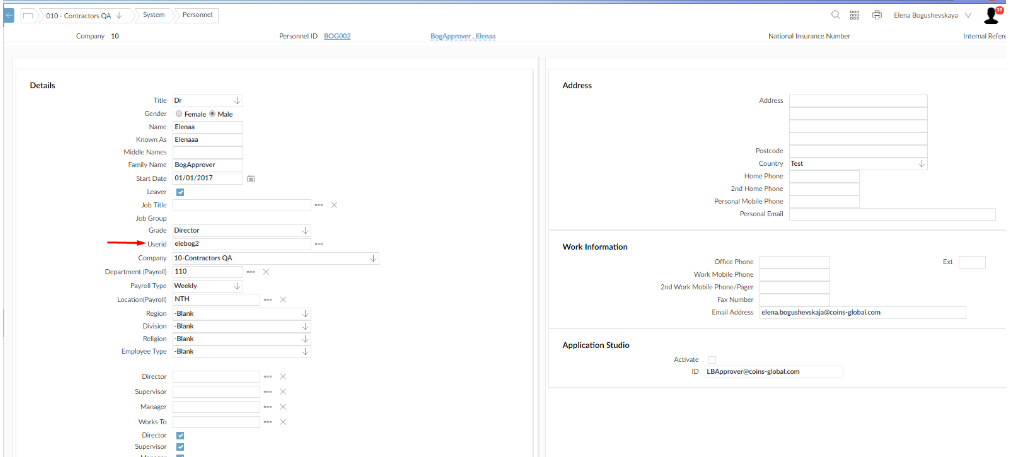 010 - Contractors QA System Personnel Elena Bogushevskaya
Company 10 Personnel ID BOG002 BogApprover , Elenaa National Insurance Number Internal Refere
Details
Title Dr
Gender Female Male
Name Elenaa
Known As Elenaaa
Middle Names
Family Name BogApprover
Start Date 01/01/2017
Leaver
Job Title
Job Group
Grade Director
Userid elebog2
Company 10-Contractors QA
Department (Payroll) 110
Payroll Type Weekly
Location(Payroll) NTH
Region -Blank
Division -Blank
Religion -Blank
Employee Type -Blank
Director
Supervisor
Manager
Works To
Director
Supervisor
Address
Address
Postcode
Country Test
Home Phone
2nd Home Phone
Personal Mobile Phone
Personal Email
Work Information
Office Phone Ext
Work Mobile Phone
2nd Work Mobile Phone/Pager
Fax Number
Email Address elena.bogushevskaja@coins-global.com
Application Studio
Activate
ID LBApprover@coins-global.com